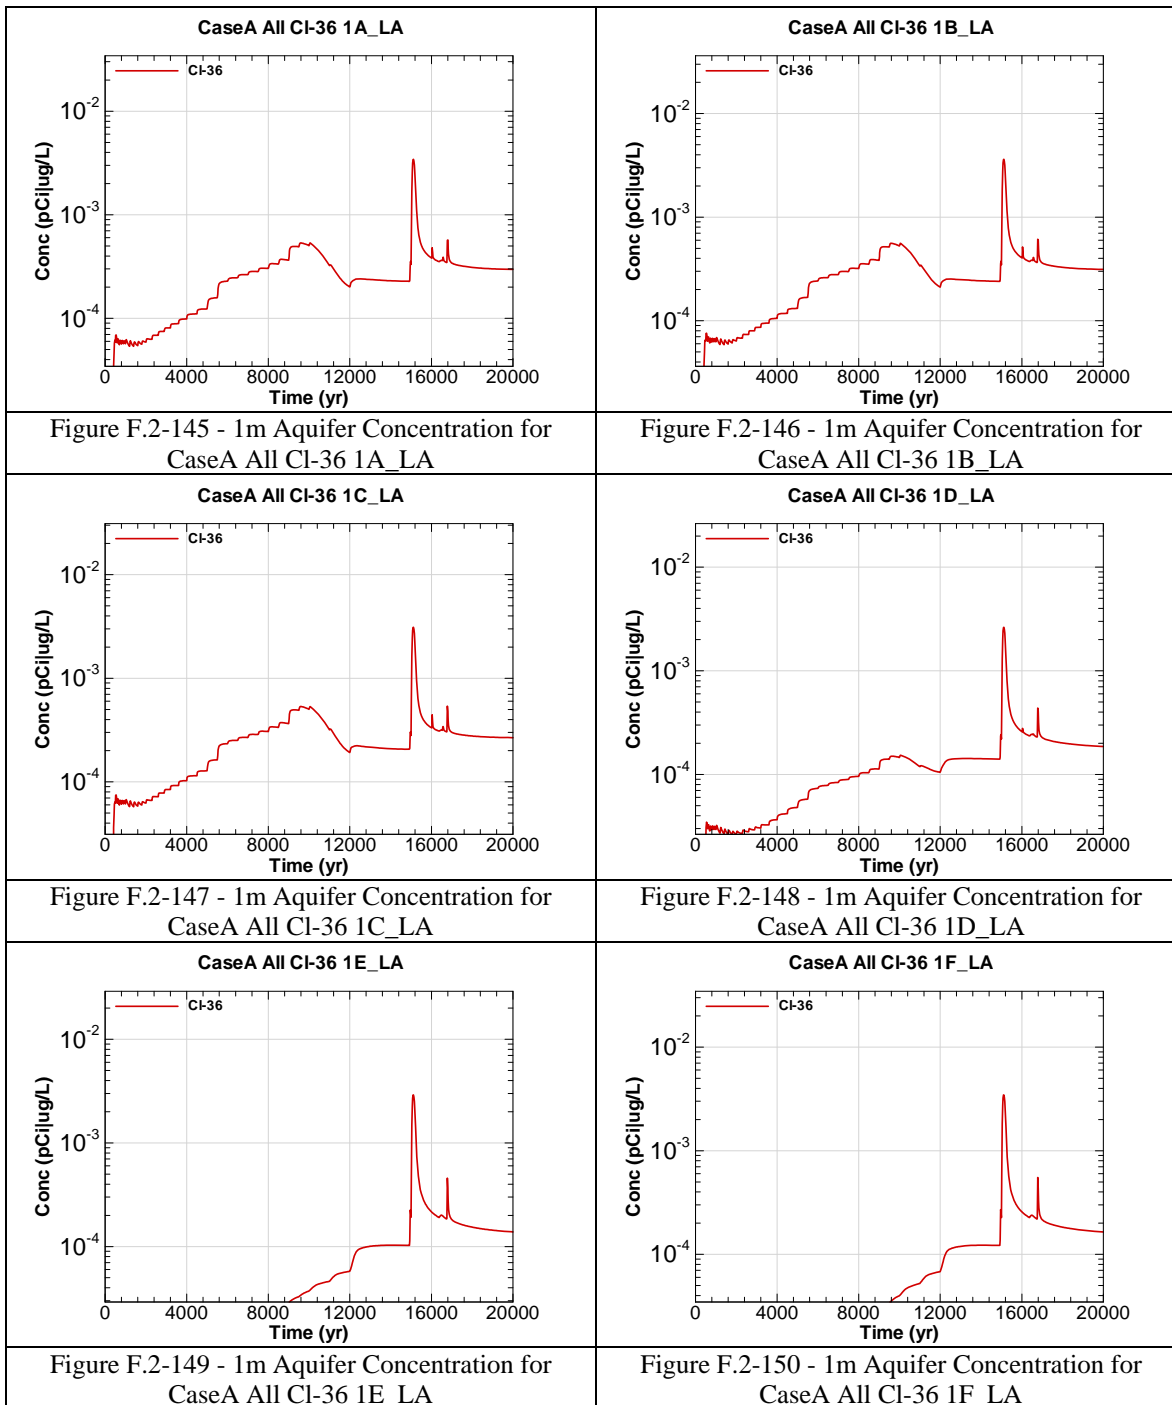 CaseA All Cl-36 1A_LA
Cl-36
Conc (pCi|ug/L)
10-2
10-3
10-4
0 4000 8000 12000 16000 20000
Time (yr)
Figure F.2-145 - 1m Aquifer Concentration for
CaseA All Cl-36 1A_LA
CaseA All Cl-36 1B_LA
Cl-36
Conc (pCi|ug/L)
10-2
10-3
10-4
0 4000 8000 12000 16000 20000
Time (yr)
Figure F.2-146 - 1m Aquifer Concentration for
CaseA All Cl-36 1B_LA
CaseA All Cl-36 1C_LA
Cl-36
Conc (pCi|ug/L)
10-2
10-3
10-4
0 4000 8000 12000 16000 20000
Time (yr)
Figure F.2-147 - 1m Aquifer Concentration for
CaseA All Cl-36 1C_LA
CaseA All Cl-36 1D_LA
Cl-36
Conc (pCi|ug/L)
10-2
10-3
10-4
0 4000 8000 12000 16000 20000
Time (yr)
Figure F.2-148 - 1m Aquifer Concentration for
CaseA All Cl-36 1D_LA
CaseA All Cl-36 1E_LA
Cl-36
Conc (pCi|ug/L)
10-2
10-3
10-4
0 4000 8000 12000 16000 20000
Time (yr)
Figure F.2-149 - 1m Aquifer Concentration for
CaseA All Cl-36 1E_LA
CaseA All Cl-36 1F_LA
Cl-36
Conc (pCi|ug/L)
10-2
10-3
10-4
0 4000 8000 12000 16000 20000
Time (yr)
Figure F.2-150 - 1m Aquifer Concentration for
CaseA All Cl-36 1F_LA